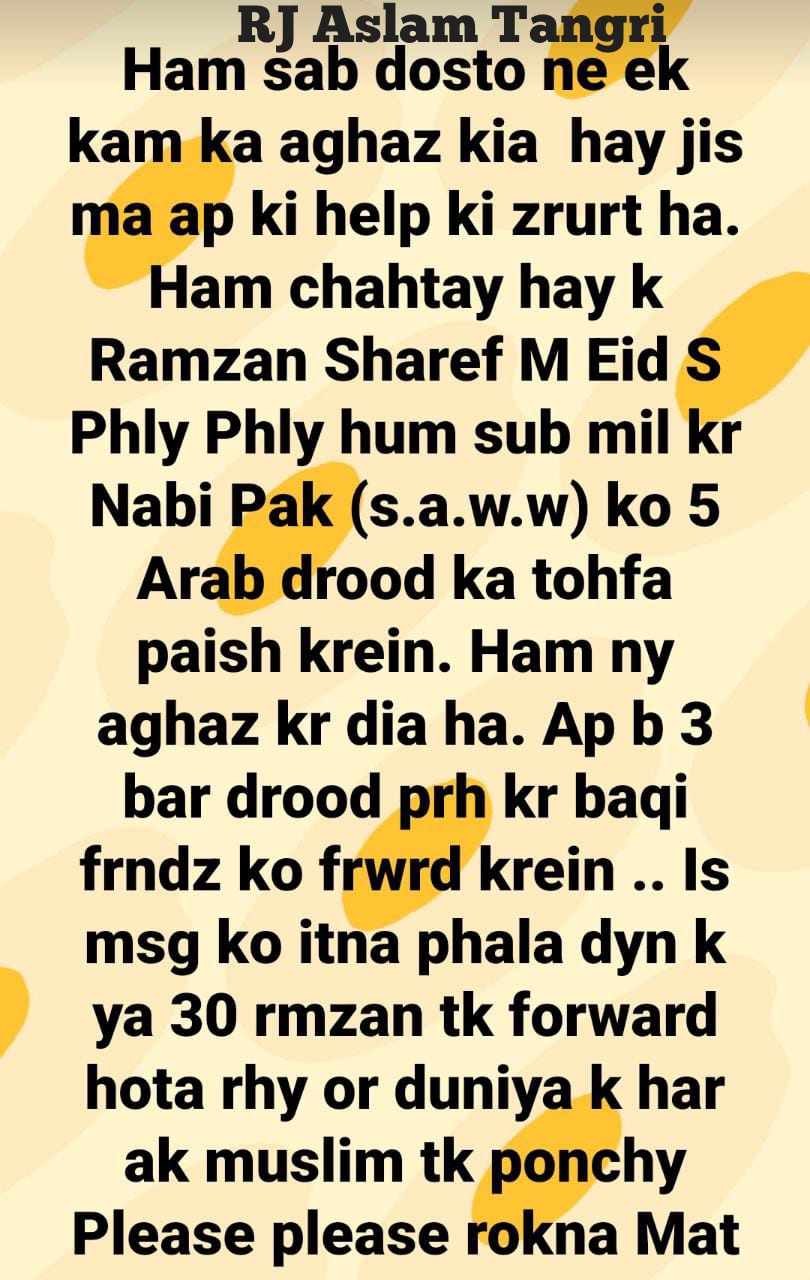 RJ Aslam Tangri
Ham sab dosto ne ek
kam ka aghaz kia  hay jis
ma ap ki help ki zrurt ha.
Ham chahtay hay k
Ramzan Sharef M Eid S
Phly Phly hum sub mil kr
Nabi Pak (s.a.w.w) ko 5
Arab drood ka tohfa
paish krein. Ham ny
aghaz kr dia ha. Ap b 3
bar drood prh kr baqi
frndz ko frwrd krein .. Is
msg ko itna phala dyn k
ya 30 rmzan tk forward
hota rhy or duniya k har
ak muslim tk ponchy
Please please rokna Mat